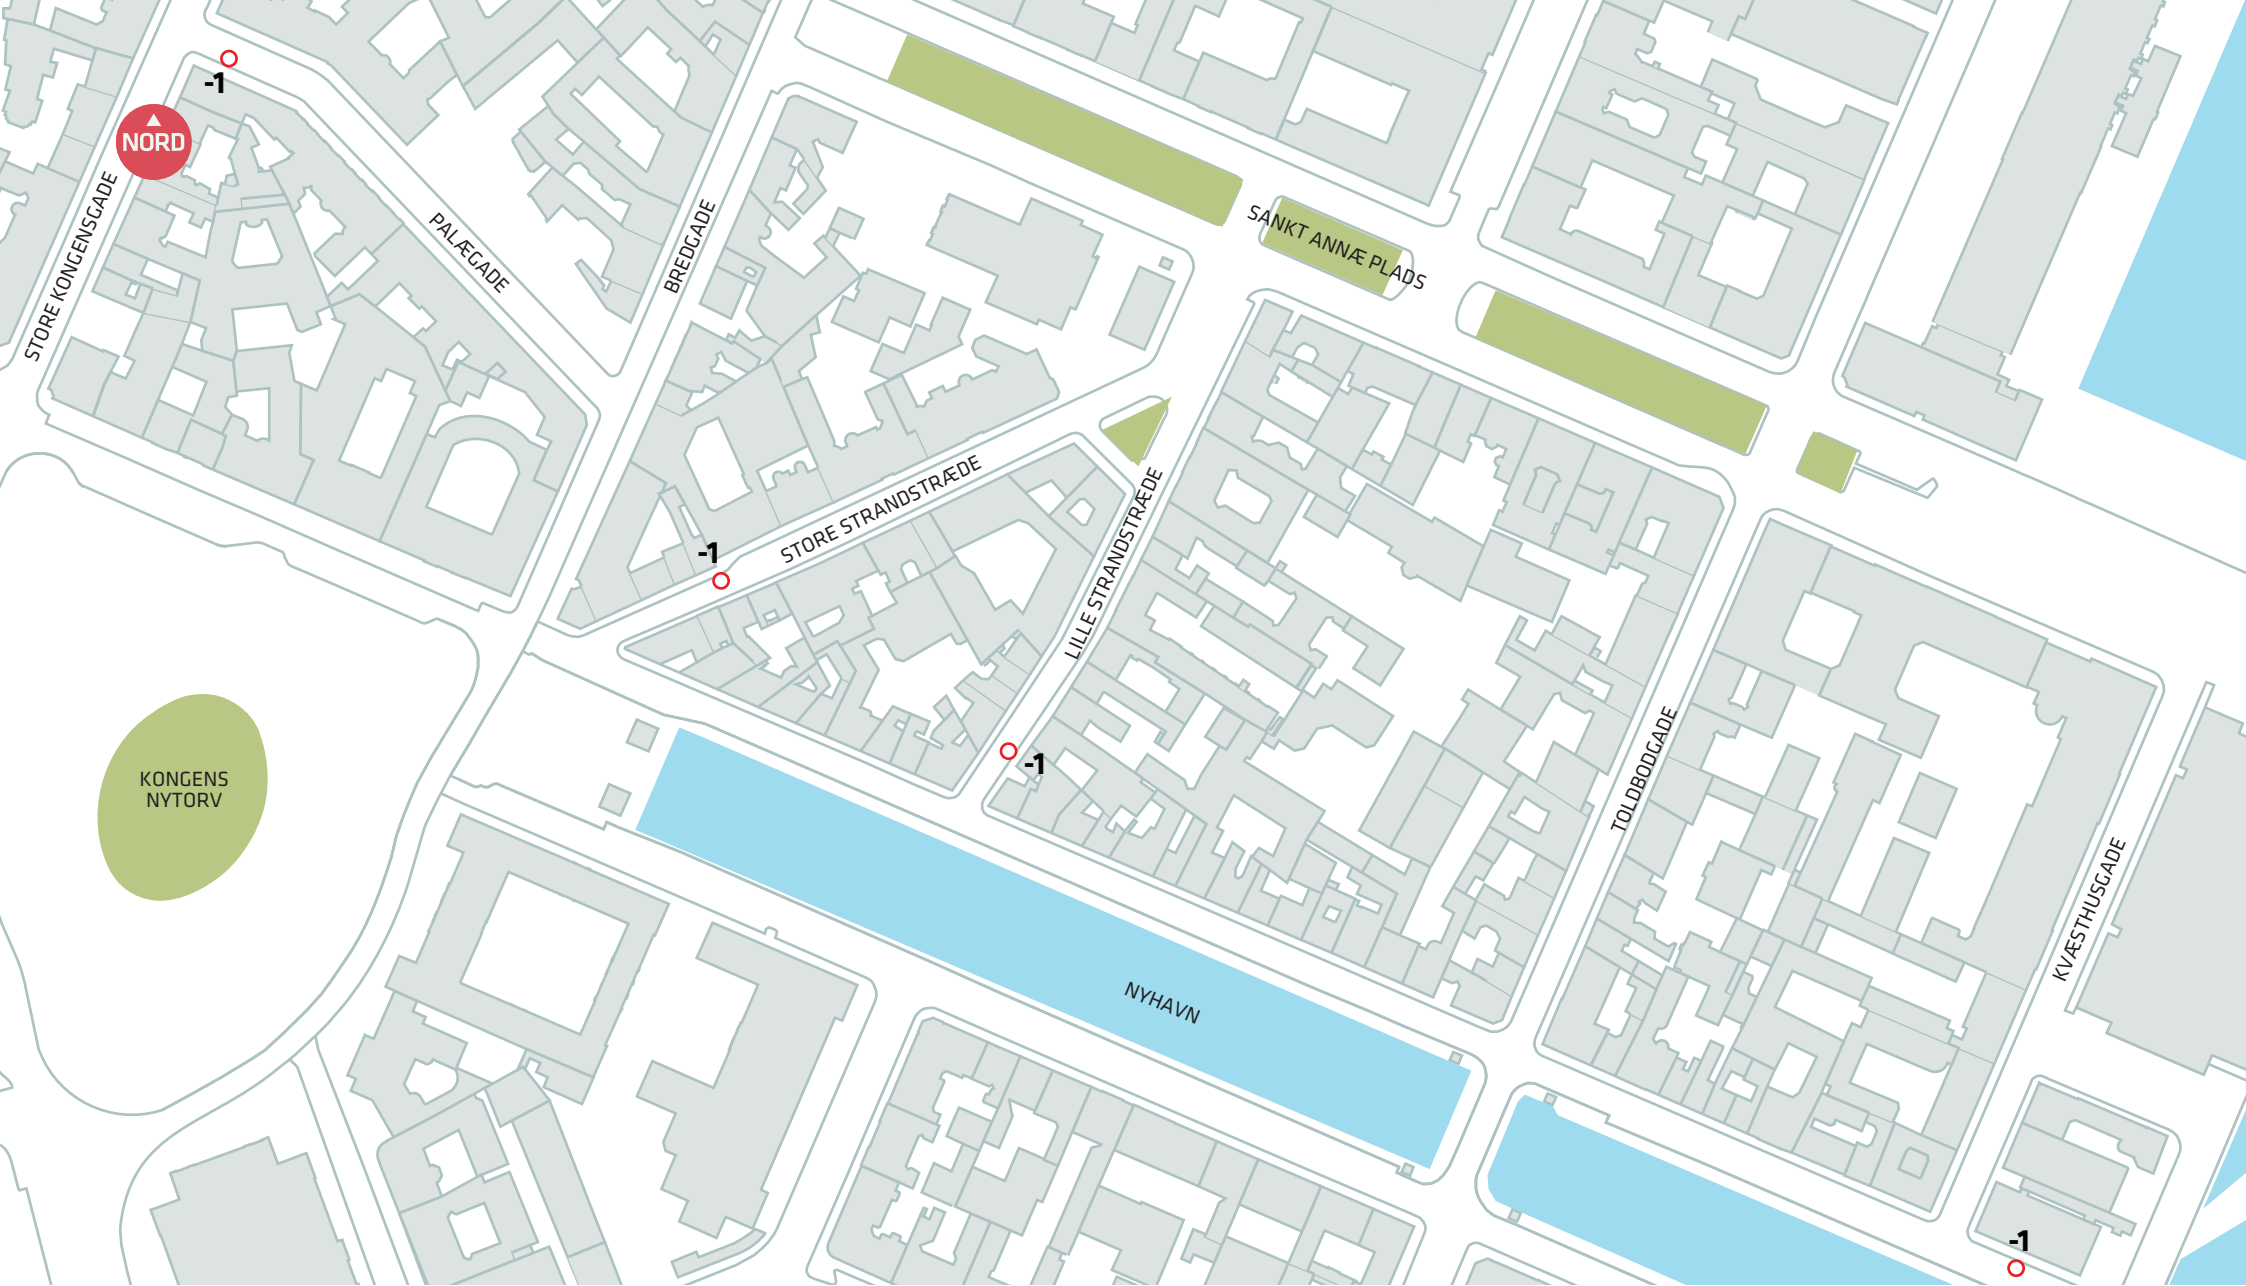 -1
NORD
STORE KONGENSGADE
PALÆGADE
BREDGADE
SANKT ANNÆ PLADS
STORE STRANDSTRÆDE
-1
LILLE STRANDSTRÆDE
-1
TOLDBODGADE
KONGENS
NYTORV
KVÆSTHUSGADE
NYHAVN
-1